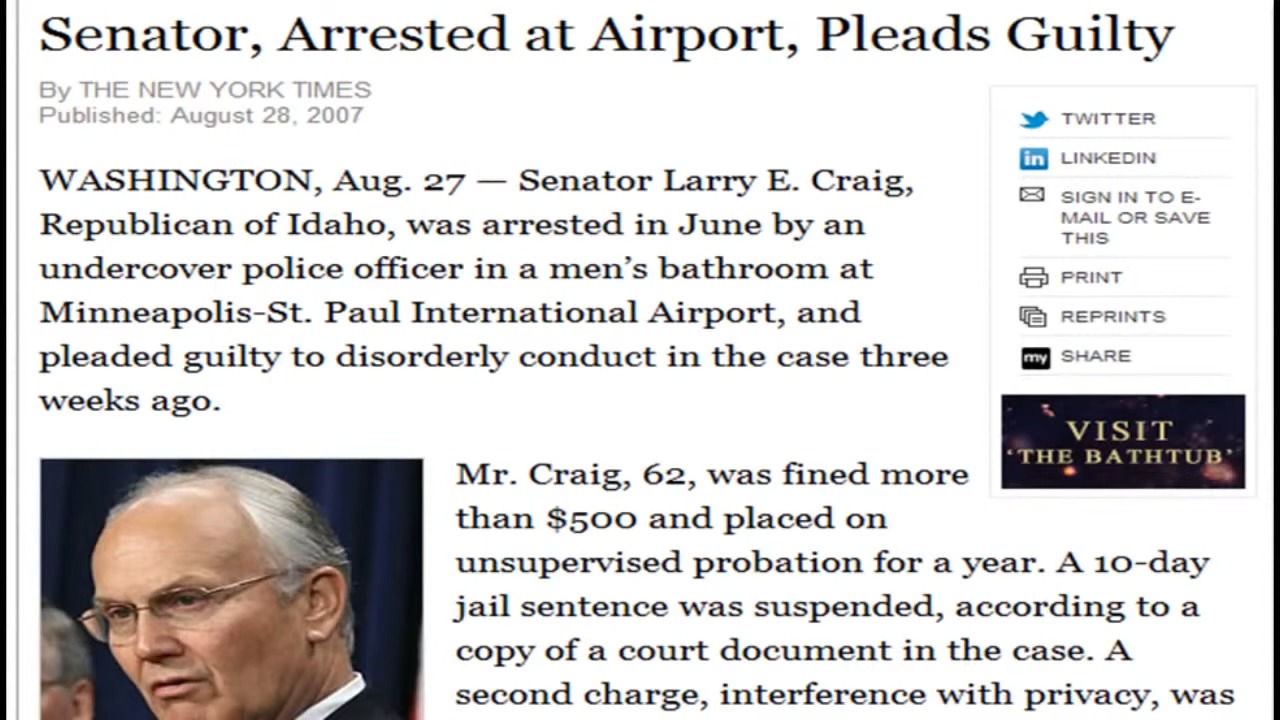 Senator, Arrested at Airport, Pleads Guilty
By THE NEW YORK TIMES
Published: August 28, 2007
WASHINGTON, Aug. 27 — Senator Larry E. Craig,
Republican of Idaho, was arrested in June by an
undercover police officer in a men’s bathroom at
Minneapolis-St. Paul International Airport, and
pleaded guilty to disorderly conduct in the case three
weeks ago.
TWITTER
in LINKEDIN
SIGN IN TO E-
MAIL OR SAVE
THIS
PRINT
REPRINTS
my SHARE
VISIT
‘THE BATHTUB’
Mr. Craig, 62, was fined more
than $500 and placed on
unsupervised probation for a year. A 10-day
jail sentence was suspended, according to a
copy of a court document in the case. A
second charge, interference with privacy, was